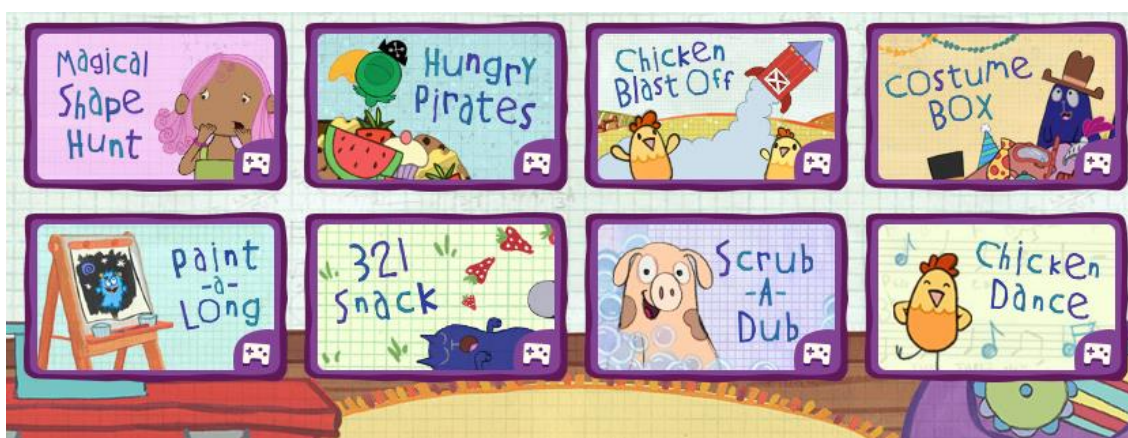 Magical
Shape
Hunt
Hungry
Pirates
Chicken
Blast Off
COstume
BOX
paint
-a-
LOng
321
Snack
Scrub
-A-
Dub
Chicken
Dance